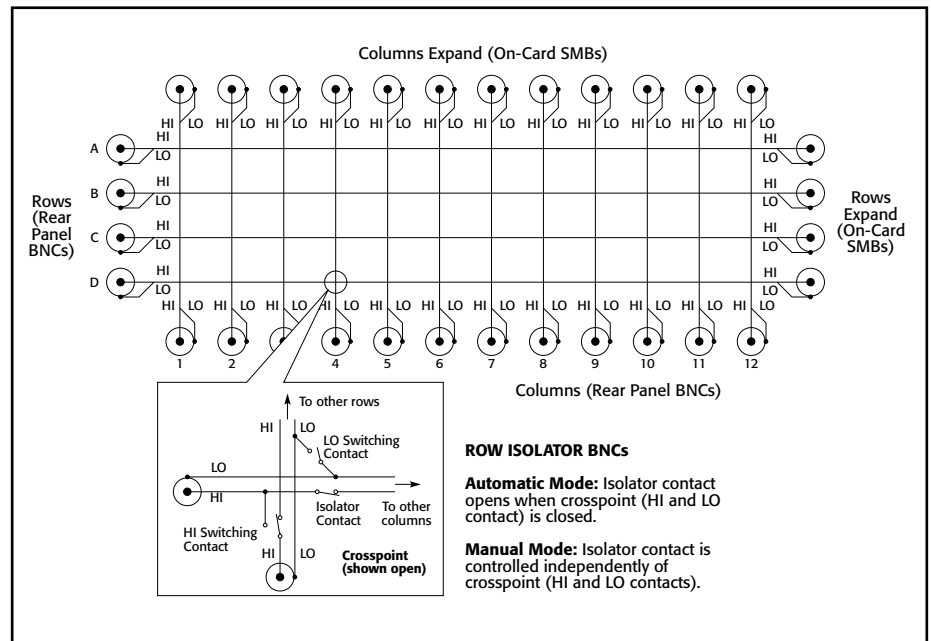 Columns Expand (On-Card SMBs)
HI LO HI LO HI LO HI LO HI LO HI LO HI LO HI LO HI LO HI LO HI LO HI LO
A HI LO HI LO
B HI LO HI LO
C HI LO HI LO
D HI LO HI LO
Rows
(Rear
Panel
BNCs)
Rows
Expand
(On-Card
SMBs)
HI LO HI LO HI HI LO HI LO HI LO HI LO HI LO HI LO HI LO HI LO HI LO
1 2 4 5 6 7 8 9 10 11 12
Columns (Rear Panel BNCs)
To other rows
HI LO
LO Switching
Contact
LO
HI
Isolator
Contact
To other
columns
HI Switching
Contact
HI LO
Crosspoint
(shown open)
ROW ISOLATOR BNCs
Automatic Mode: Isolator contact
opens when crosspoint (HI and LO
contact) is closed.
Manual Mode: Isolator contact is
controlled independently of
crosspoint (HI and LO contacts).